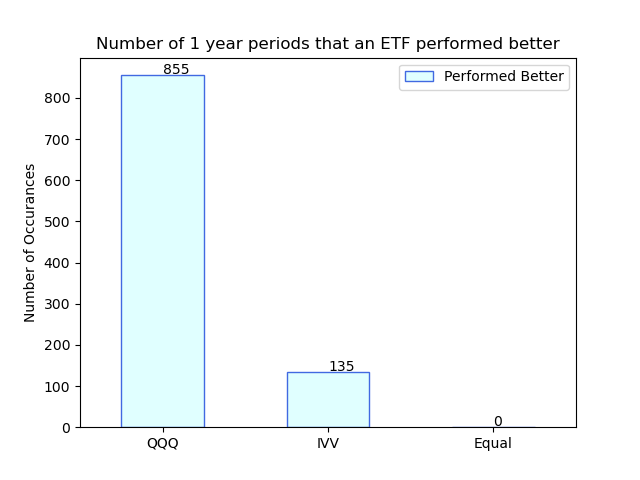 Number of 1 year periods that an ETF performed better
855
Performed Better
800
700
600
500
400
300
200
135
100
0
0
Number of Occurances
QQQ
IVV
Equal